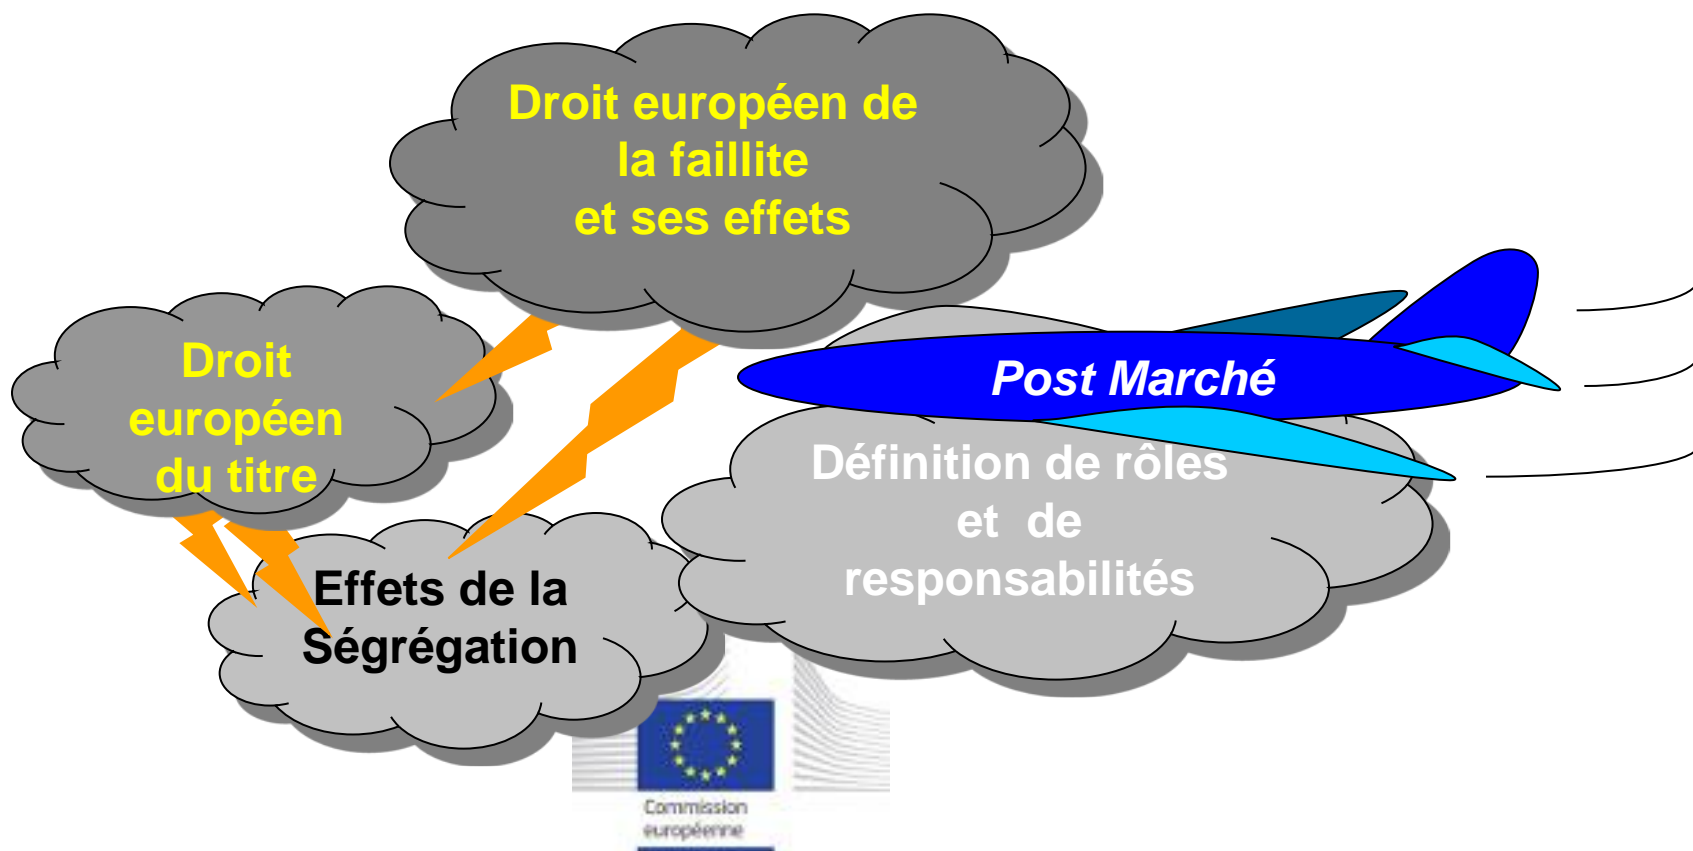 Droit européen de
la faillite
et ses effets
Droit
européen
du titre
Post Marché
Définition de rôles
et de
responsabilités
Effets de la
Ségrégation
Commission
européenne